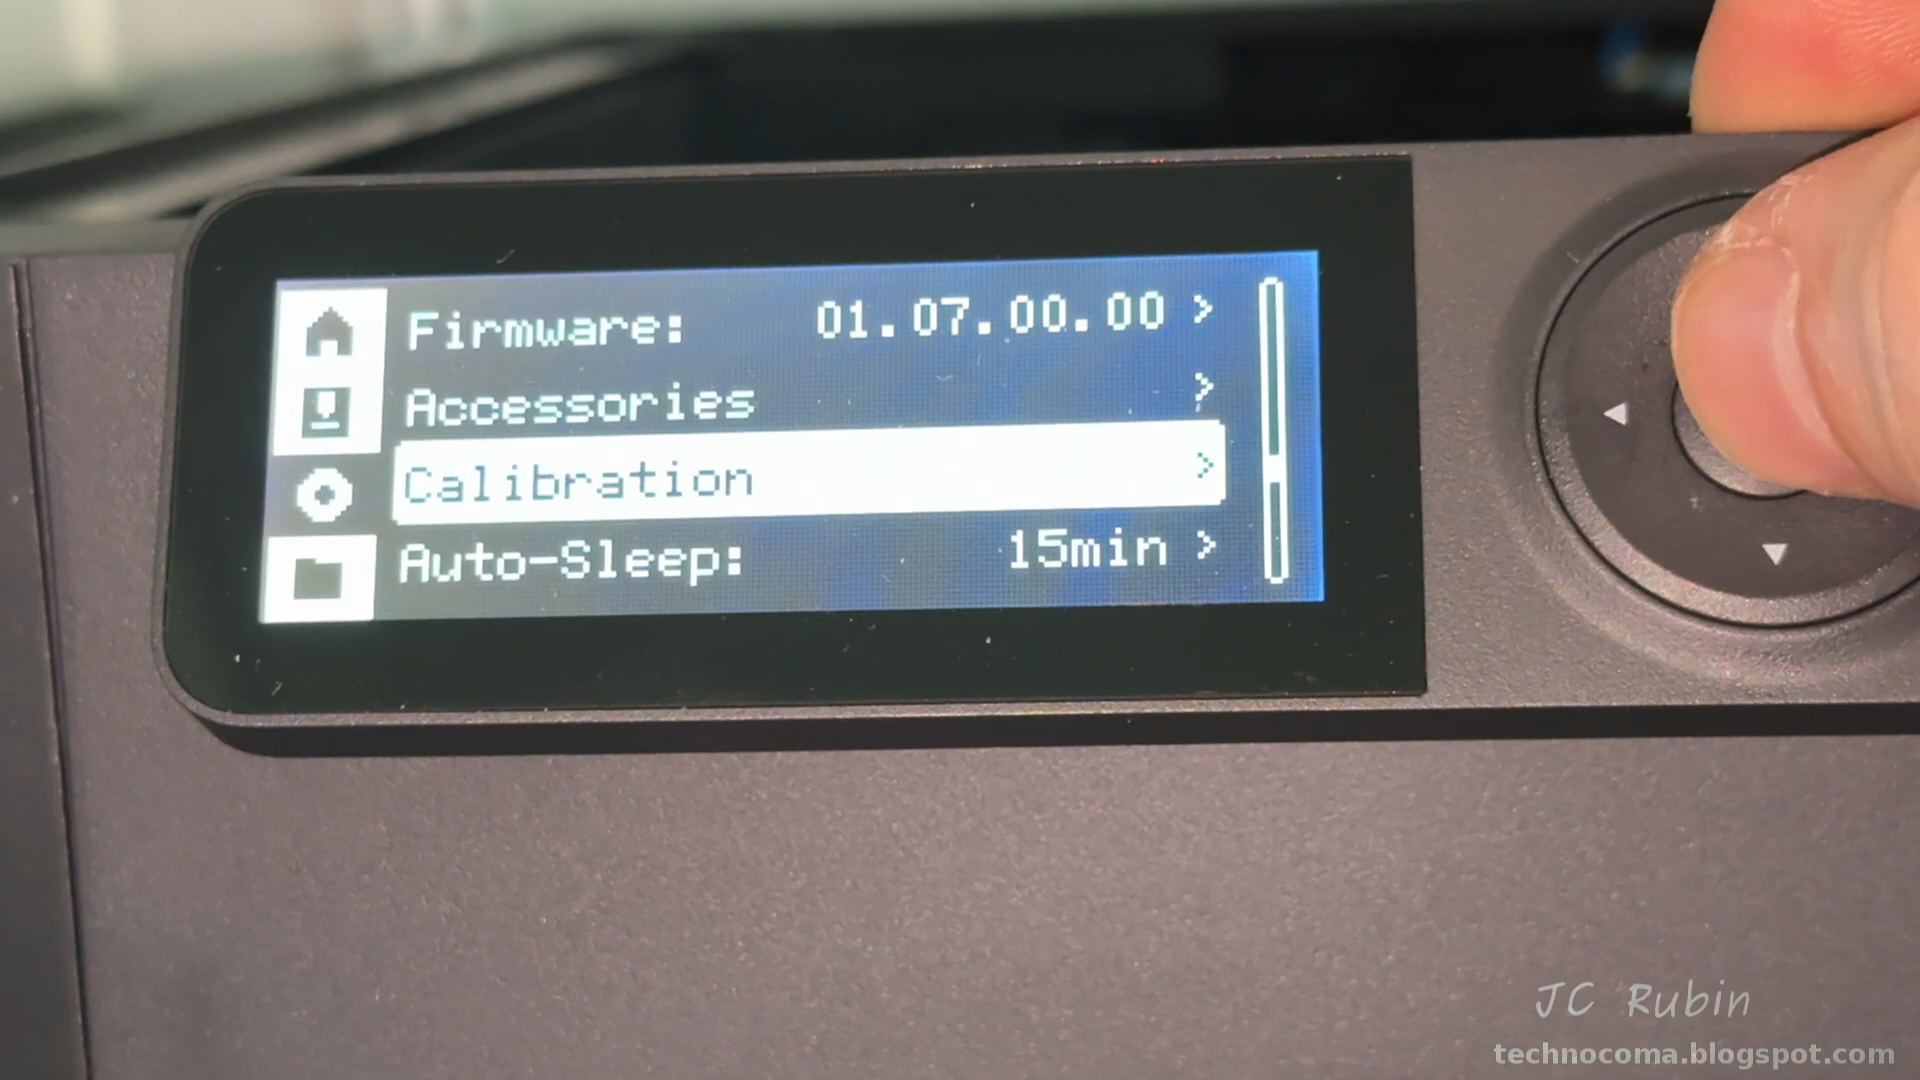 Firmware: 01.07.00.00 >
Accessories >
Calibration >
Auto-Sleep: 15min >
JC Rubin
technocoma.blogspot.com